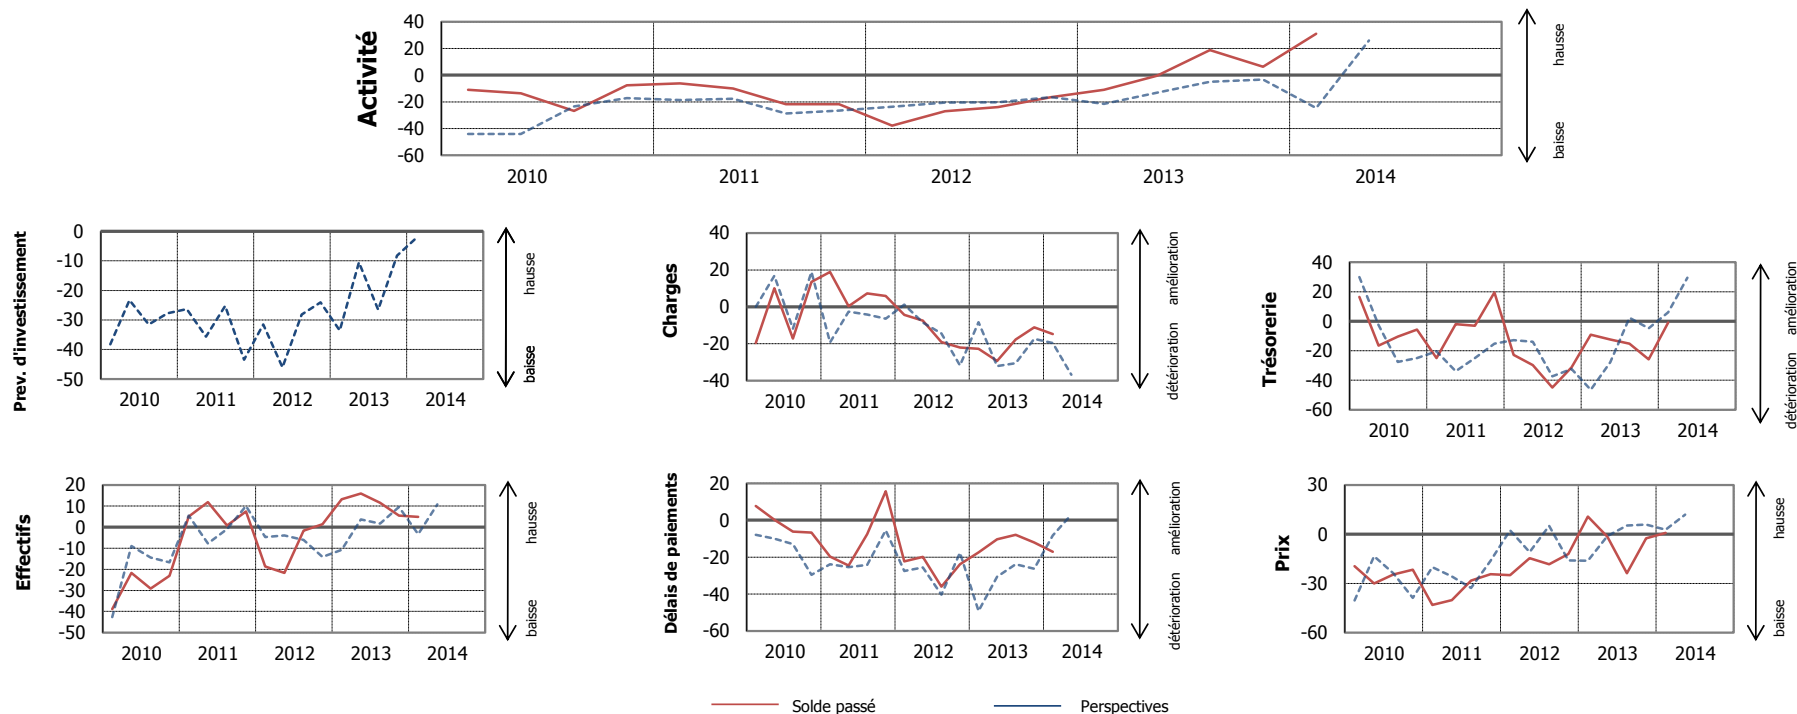 Activité
40
20
0
-20
-40
-60
2010 2011 2012 2013 2014
hausse
baisse
Prev. d'investissement
0
-10
-20
-30
-40
-50
2010 2011 2012 2013 2014
hausse
baisse
Charges
40
20
0
-20
-40
2010 2011 2012 2013 2014
amélioration
détérioration
Trésorerie
40
20
0
-20
-40
-60
2010 2011 2012 2013 2014
amélioration
détérioration
Effectifs
20
10
0
-10
-20
-30
-40
-50
2010 2011 2012 2013 2014
hausse
baisse
Délais de paiements
20
0
-20
-40
-60
2010 2011 2012 2013 2014
amélioration
détérioration
Prix
30
0
-30
-60
2010 2011 2012 2013 2014
hausse
baisse
Solde passé Perspectives